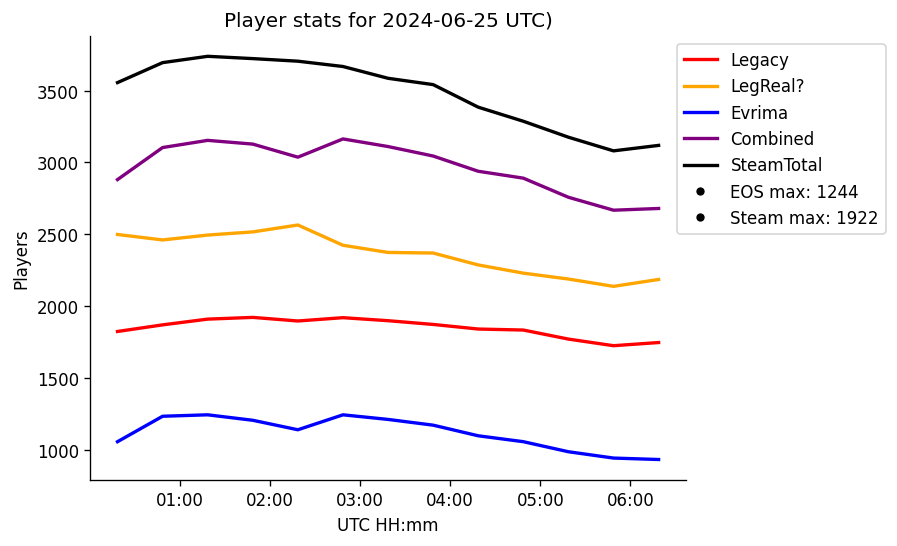 Player stats for 2024-06-25 UTC)
Legacy
LegReal?
Evrima
Combined
SteamTotal
EOS max: 1244
Steam max: 1922
Players
3500
3000
2500
2000
1500
1000
01:00 02:00 03:00 04:00 05:00 06:00
UTC HH:mm